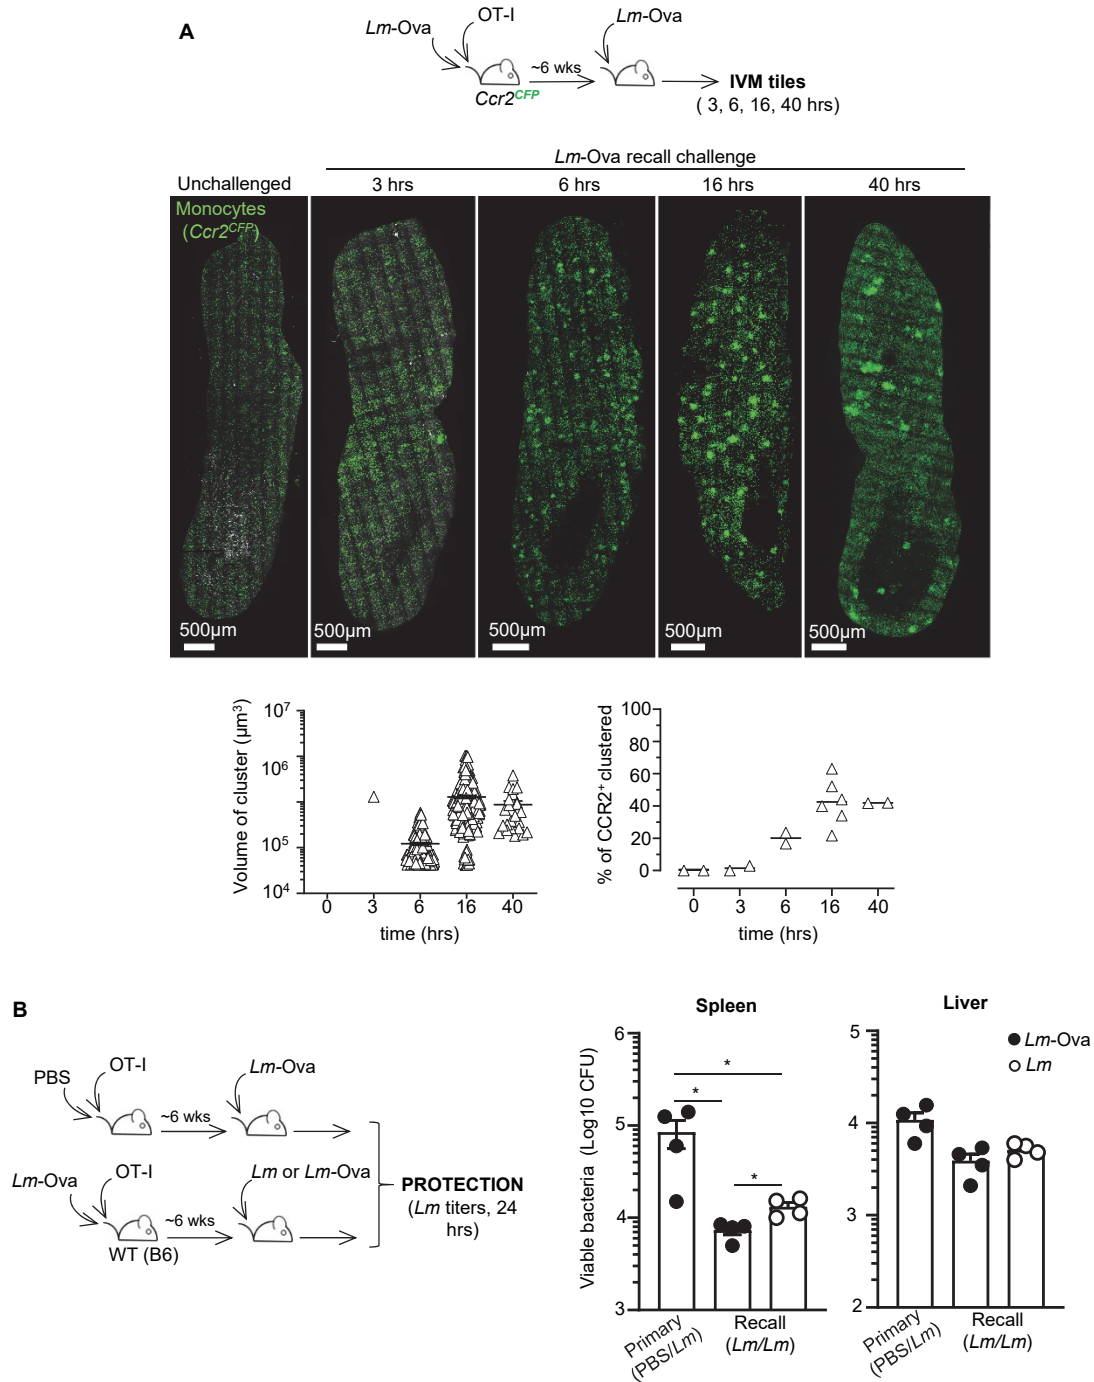 A
Lm-Ova
OT-I
Lm-Ova
~6 wks
Ccr2CFP
IVM tiles
( 3, 6, 16, 40 hrs)
Lm-Ova recall challenge
Unchallenged
3 hrs
6 hrs
16 hrs
40 hrs
Monocytes
(Ccr2CFP)
500µm
500µm
500µm
500µm
500µm
Volume of cluster (µm³)
10⁷
10⁶
10⁵
10⁴
0
3
6
16
40
time (hrs)
% of CCR2⁺ clustered
100
80
60
40
20
0
0
3
6
16
40
time (hrs)
B
PBS
OT-I
~6 wks
Lm-Ova
Lm-Ova
OT-I
~6 wks
Lm or Lm-Ova
WT (B6)
PROTECTION
(Lm titers, 24
hrs)
Spleen
Viable bacteria (Log10 CFU)
6
5
4
3
*
*
*
Primary
(PBS/Lm)
Recall
(Lm/Lm)
Liver
5
4
3
2
Lm-Ova
Lm
Primary
(PBS/Lm)
Recall
(Lm/Lm)